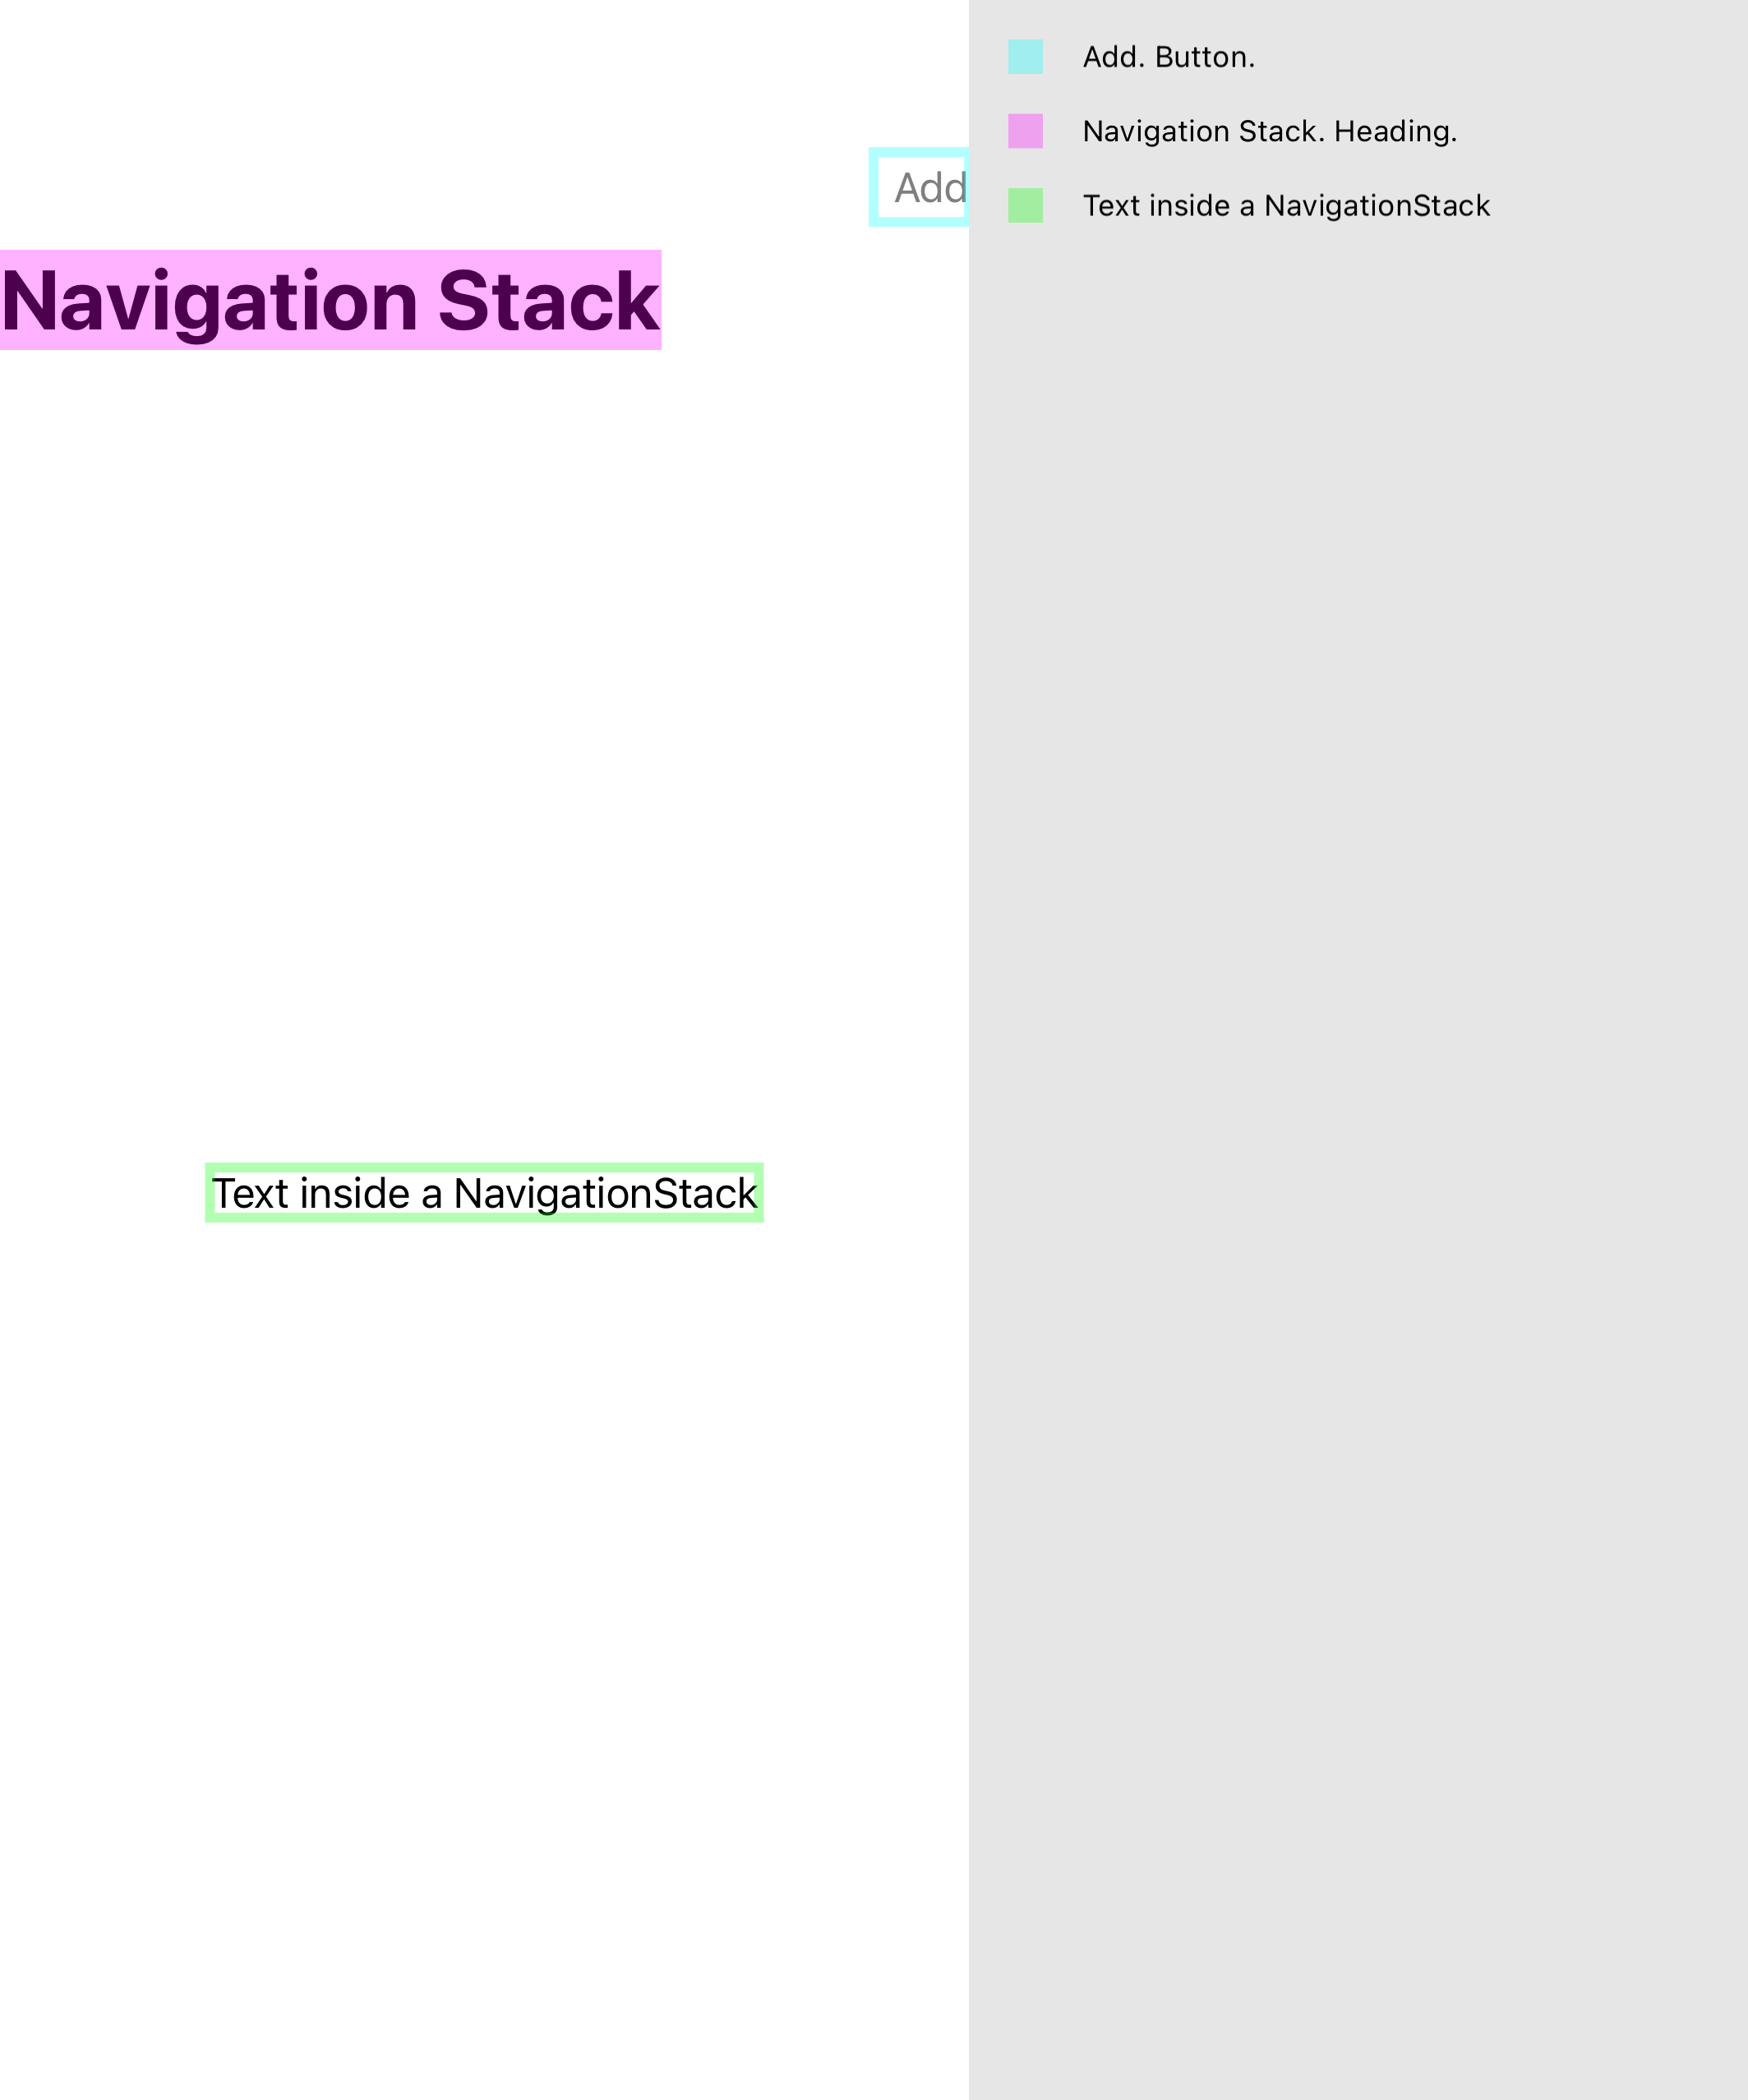 Add
Navigation Stack
Text inside a NavigationStack
Add. Button.
Navigation Stack. Heading.
Text inside a NavigationStack